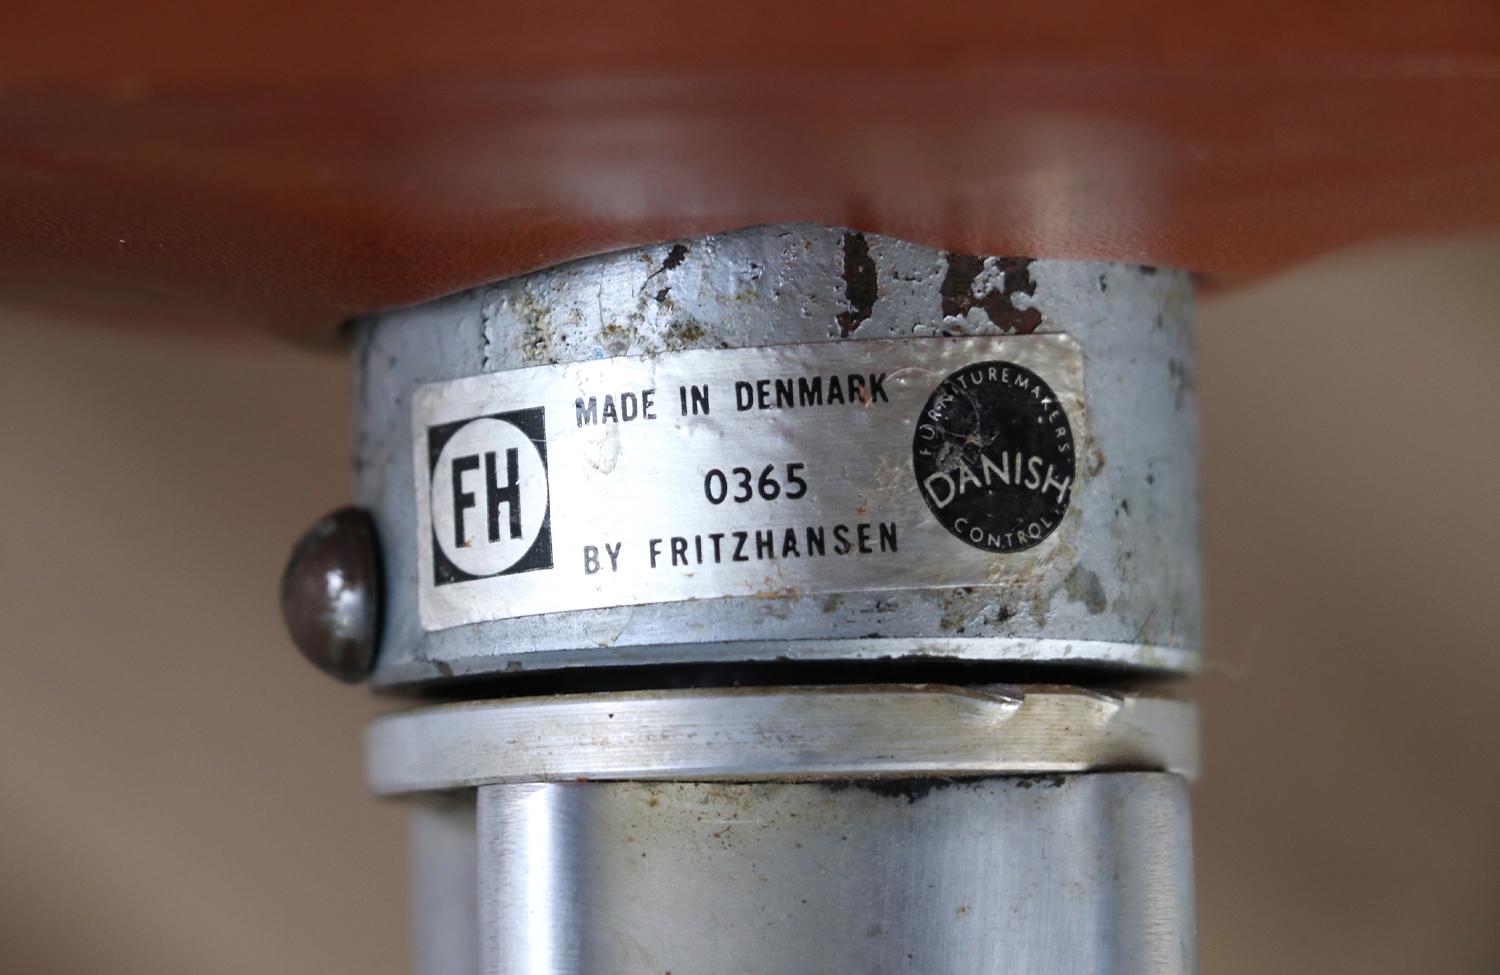 FH
MADE IN DENMARK
0365
BY FRITZHANSEN
FURNITUREMAKERS
DANISH
CONTROL